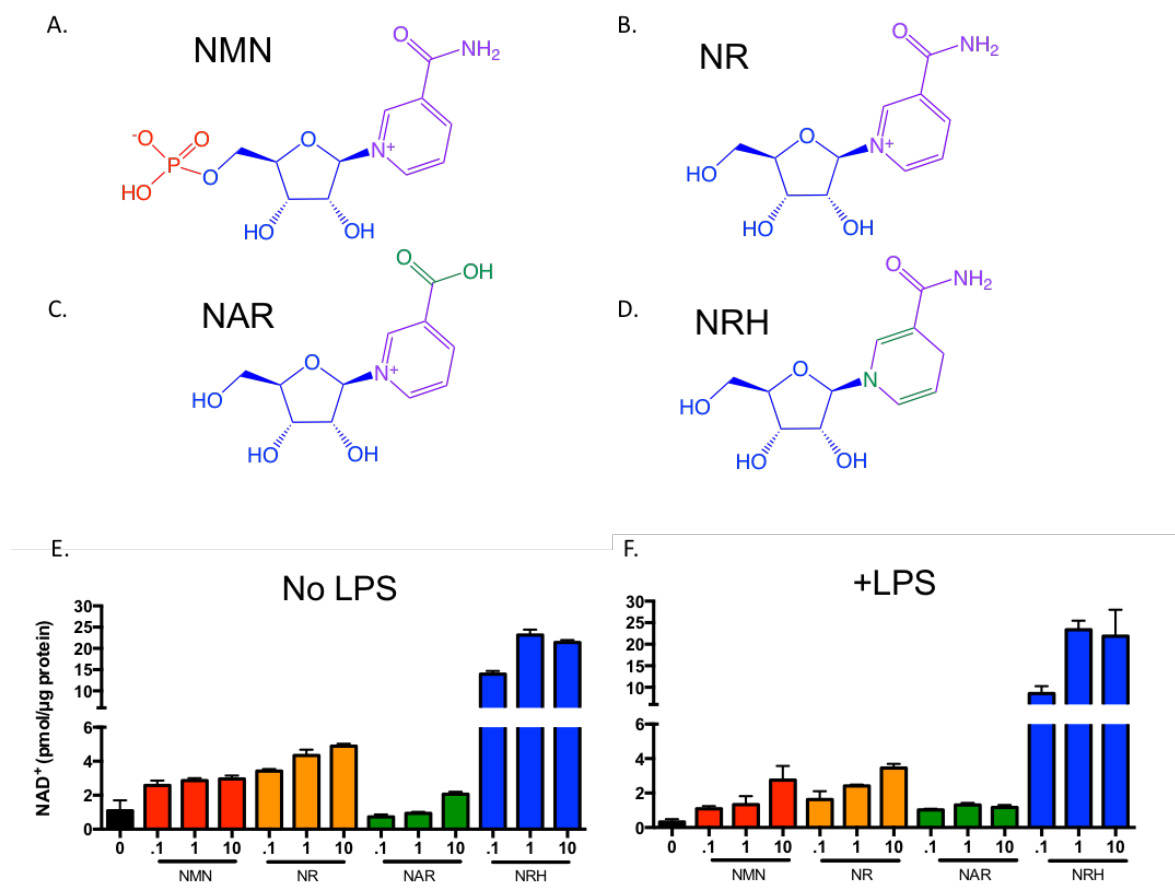 A.
NMN
O
NH2
-O
O
P
HO
O
O
N+
HO
OH
B.
NR
O
NH2
HO
O
N+
HO
OH
C.
NAR
O
OH
HO
O
N+
HO
OH
D.
NRH
O
NH2
HO
O
N
HO
OH
E.
No LPS
NAD+ (pmol/µg protein)
30
25
20
15
10
6
4
2
0
0 .1 1 10 .1 1 10 .1 1 10 .1 1 10
NMN NR NAR NRH
F.
+LPS
30
25
20
15
10
6
4
2
0
0 .1 1 10 .1 1 10 .1 1 10 .1 1 10
NMN NR NAR NRH